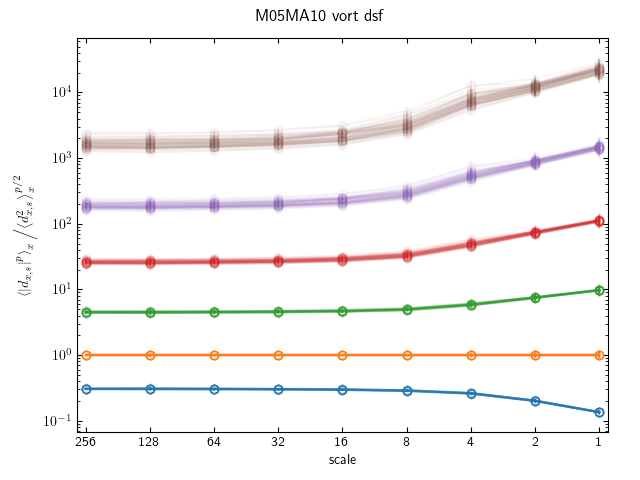 M05MA10 vort dsf
⟨|d_{x,s}|^p⟩_x / ⟨d_{x,s}^2⟩_x^{p/2}
10^4
10^3
10^2
10^1
10^0
10^{-1}
256 128 64 32 16 8 4 2 1
scale